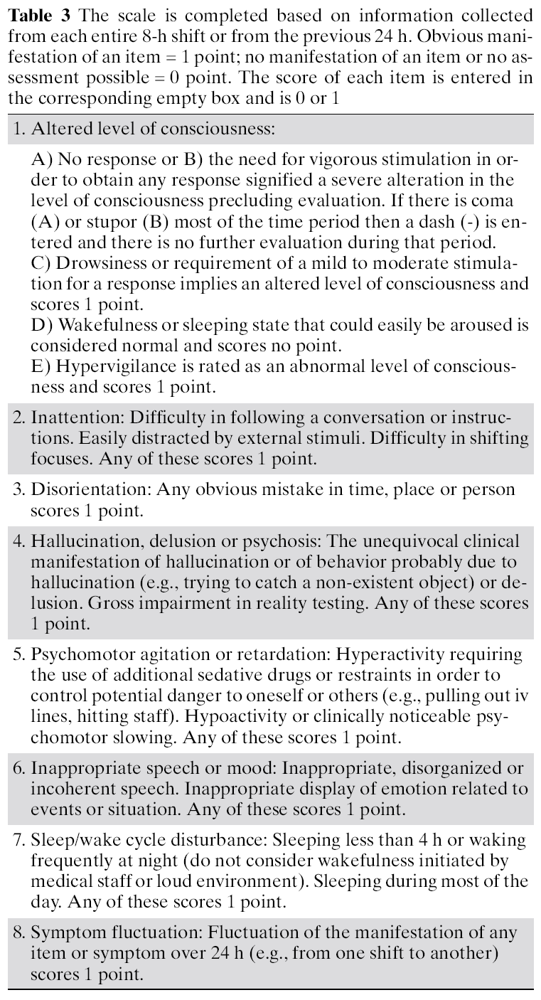 Table 3 The scale is completed based on information collected
from each entire 8-h shift or from the previous 24 h. Obvious mani-
festation of an item = 1 point; no manifestation of an item or no as-
sessment possible = 0 point. The score of each item is entered in
the corresponding empty box and is 0 or 1
1. Altered level of consciousness:
A) No response or B) the need for vigorous stimulation in or-
der to obtain any response signified a severe alteration in the
level of consciousness precluding evaluation. If there is coma
(A) or stupor (B) most of the time period then a dash (-) is en-
tered and there is no further evaluation during that period.
C) Drowsiness or requirement of a mild to moderate stimula-
tion for a response implies an altered level of consciousness and
scores 1 point.
D) Wakefulness or sleeping state that could easily be aroused is
considered normal and scores no point.
E) Hypervigilance is rated as an abnormal level of conscious-
ness and scores 1 point.
2. Inattention: Difficulty in following a conversation or instruc-
tions. Easily distracted by external stimuli. Difficulty in shifting
focuses. Any of these scores 1 point.
3. Disorientation: Any obvious mistake in time, place or person
scores 1 point.
4. Hallucination, delusion or psychosis: The unequivocal clinical
manifestation of hallucination or of behavior probably due to
hallucination (e.g., trying to catch a non-existent object) or de-
lusion. Gross impairment in reality testing. Any of these scores
1 point.
5. Psychomotor agitation or retardation: Hyperactivity requiring
the use of additional sedative drugs or restraints in order to
control potential danger to oneself or others (e.g., pulling out iv
lines, hitting staff). Hypoactivity or clinically noticeable psy-
chomotor slowing. Any of these scores 1 point.
6. Inappropriate speech or mood: Inappropriate, disorganized or
incoherent speech. Inappropriate display of emotion related to
events or situation. Any of these scores 1 point.
7. Sleep/wake cycle disturbance: Sleeping less than 4 h or waking
frequently at night (do not consider wakefulness initiated by
medical staff or loud environment). Sleeping during most of the
day. Any of these scores 1 point.
8. Symptom fluctuation: Fluctuation of the manifestation of any
item or symptom over 24 h (e.g., from one shift to another)
scores 1 point.